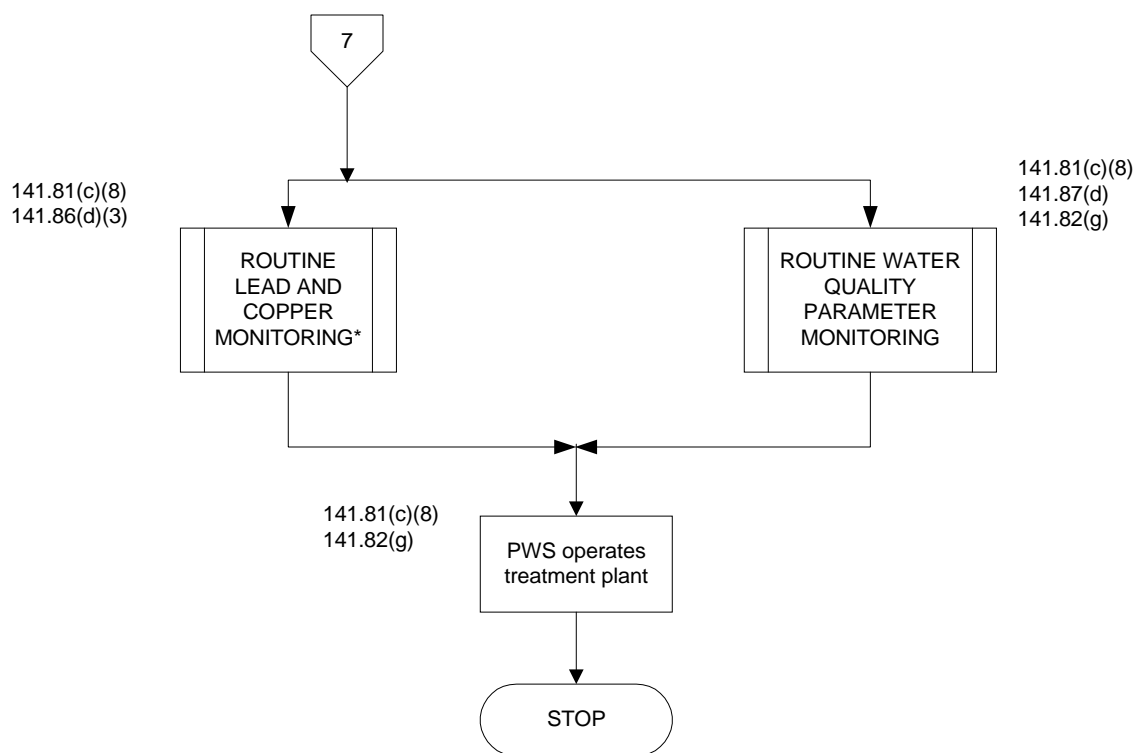 7
141.81(c)(8)
141.86(d)(3)
141.81(c)(8)
141.87(d)
141.82(g)
ROUTINE
LEAD AND
COPPER
MONITORING*
ROUTINE WATER
QUALITY
PARAMETER
MONITORING
141.81(c)(8)
141.82(g)
PWS operates
treatment plant
STOP